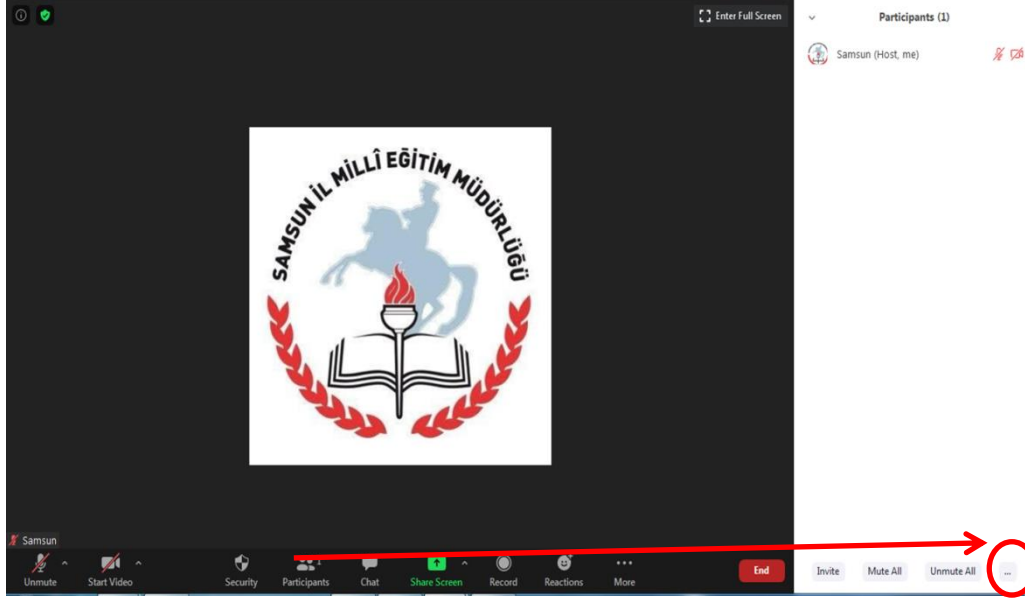 Enter Full Screen
Participants (1)
Samsun (Host, me)
SAMSUN İL MİLLÎ EĞİTİM MÜDÜRLÜĞÜ
Samsun
Unmute
Start Video
Security
Participants
1
Chat
Share Screen
Record
Reactions
More
End
Invite
Mute All
Unmute All
...